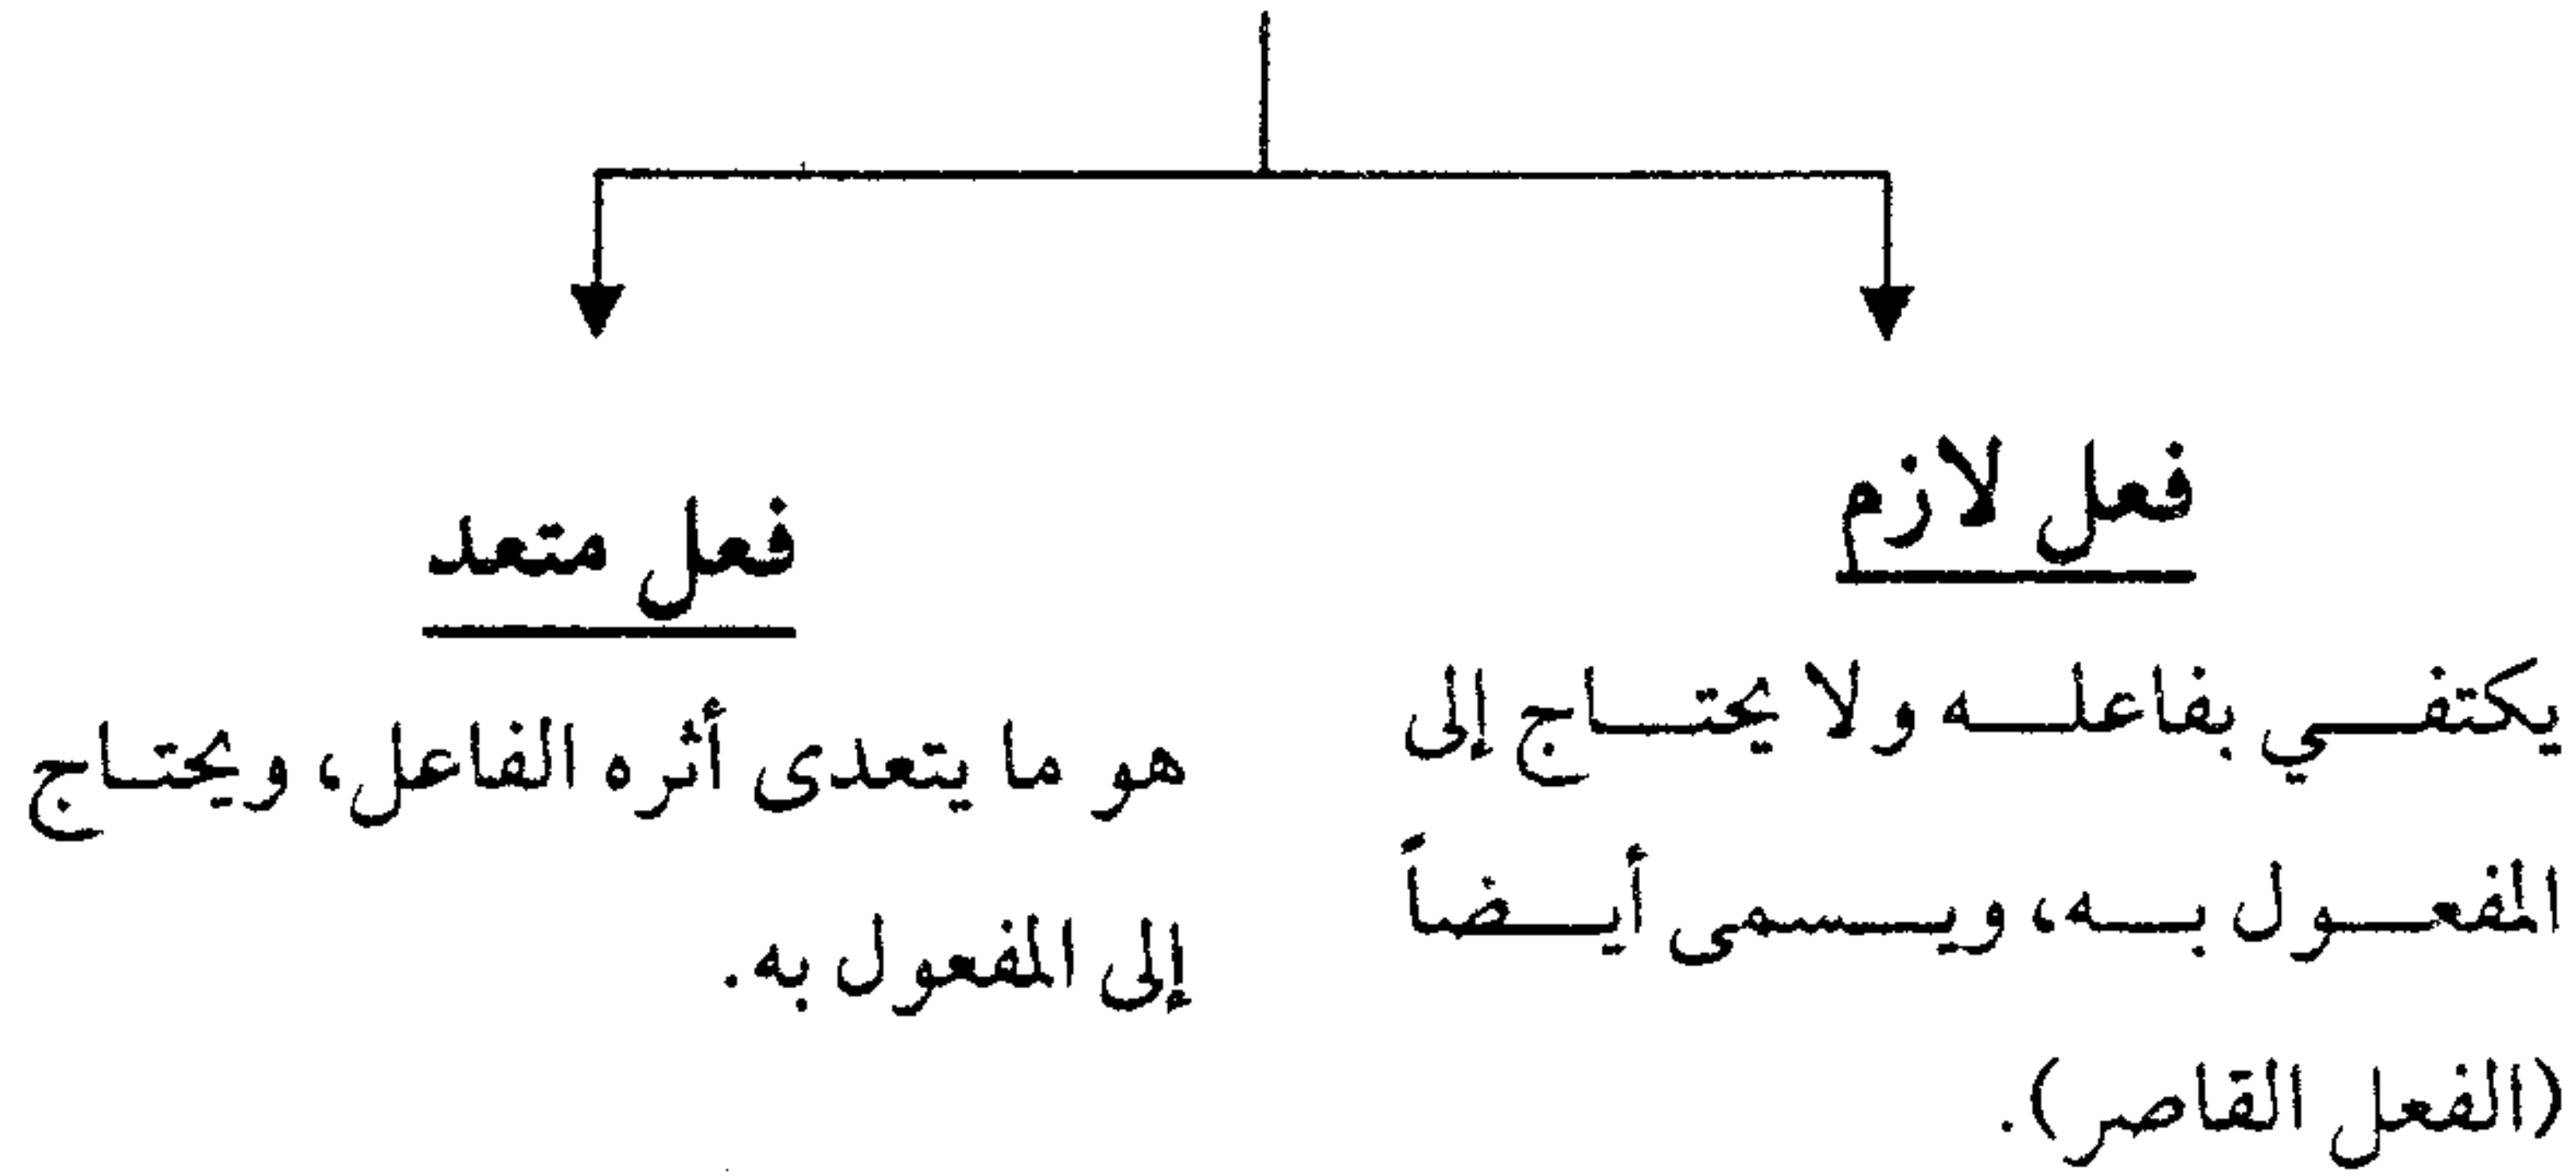 فعل لازم
يكتفي بفاعله ولا يحتاج إلى
المفعول به، ويسمى أيضاً
(الفعل القاصر).
فعل متعد
هو ما يتعدى أثره الفاعل، ويحتاج
إلى المفعول به.